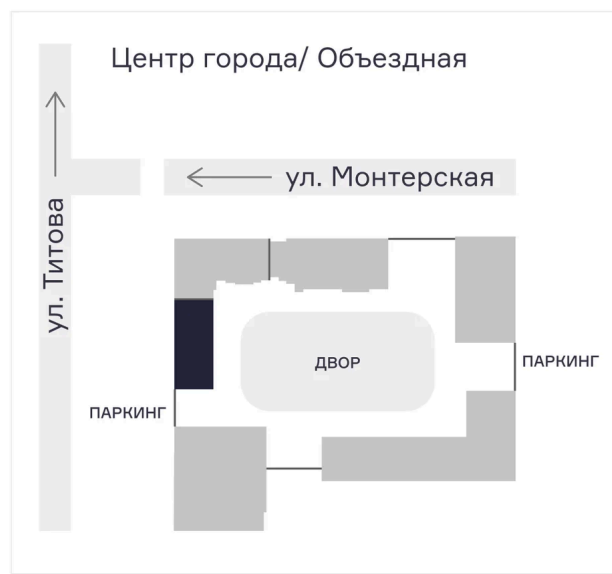 Центр города/ Объездная
ул. Монтерская
ул. Титова
ДВОР
ПАРКИНГ
ПАРКИНГ